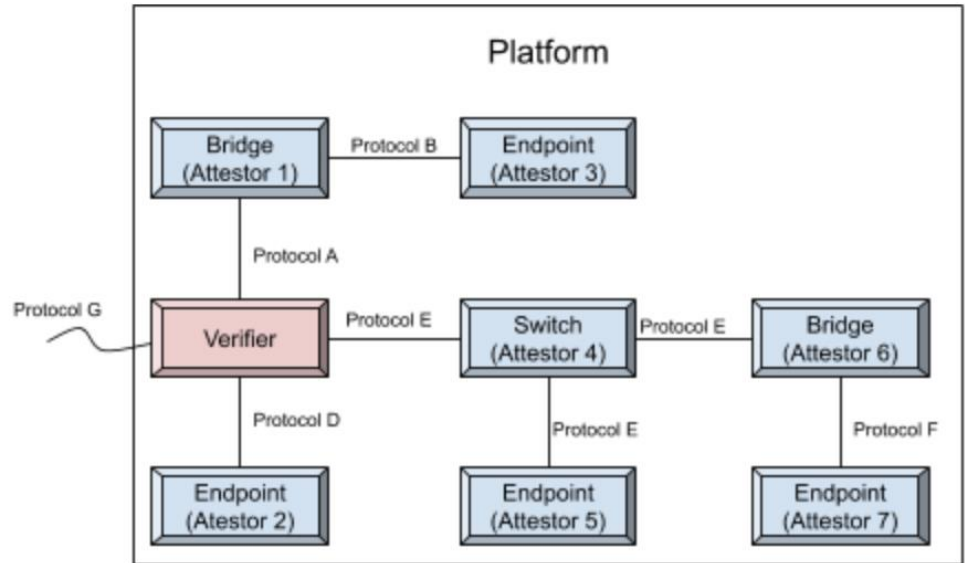 Platform
Bridge
(Attestor 1)
Protocol B
Endpoint
(Attestor 3)
Protocol A
Protocol G
Verifier
Protocol E
Switch
(Attestor 4)
Protocol E
Bridge
(Attestor 6)
Protocol D
Protocol E
Protocol F
Endpoint
(Atestor 2)
Endpoint
(Attestor 5)
Endpoint
(Attestor 7)